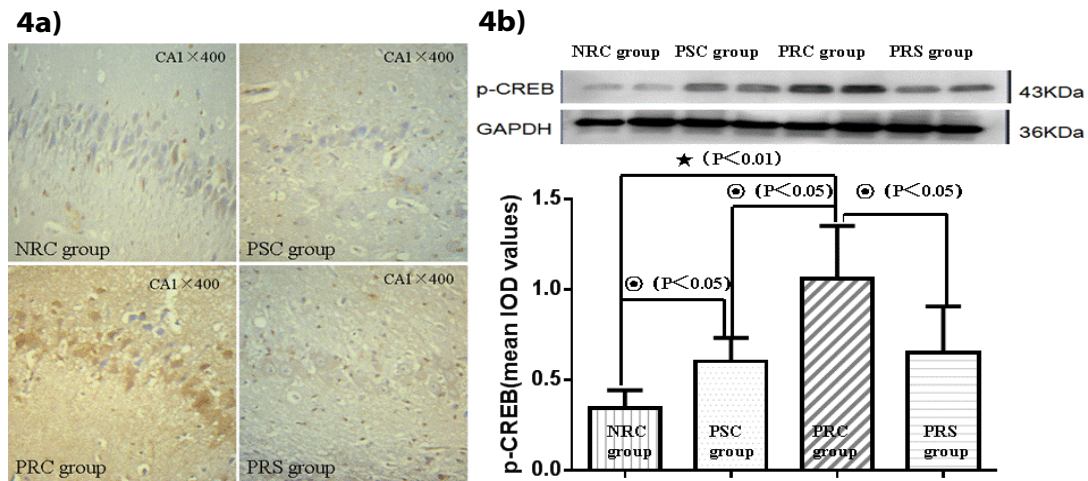 4a)
CA1×400
CA1×400
NRC group
PSC group
CA1×400
CA1×400
PRC group
PRS group
4b)
NRC group PSC group PRC group PRS group
p-CREB
43KDa
GAPDH
36KDa
★ (P<0.01)
⊙ (P<0.05)
⊙ (P<0.05)
⊙ (P<0.05)
p-CREB(mean IOD values)
1.5
1.0
0.5
0.0
NRC group
PSC group
PRC group
PRS group